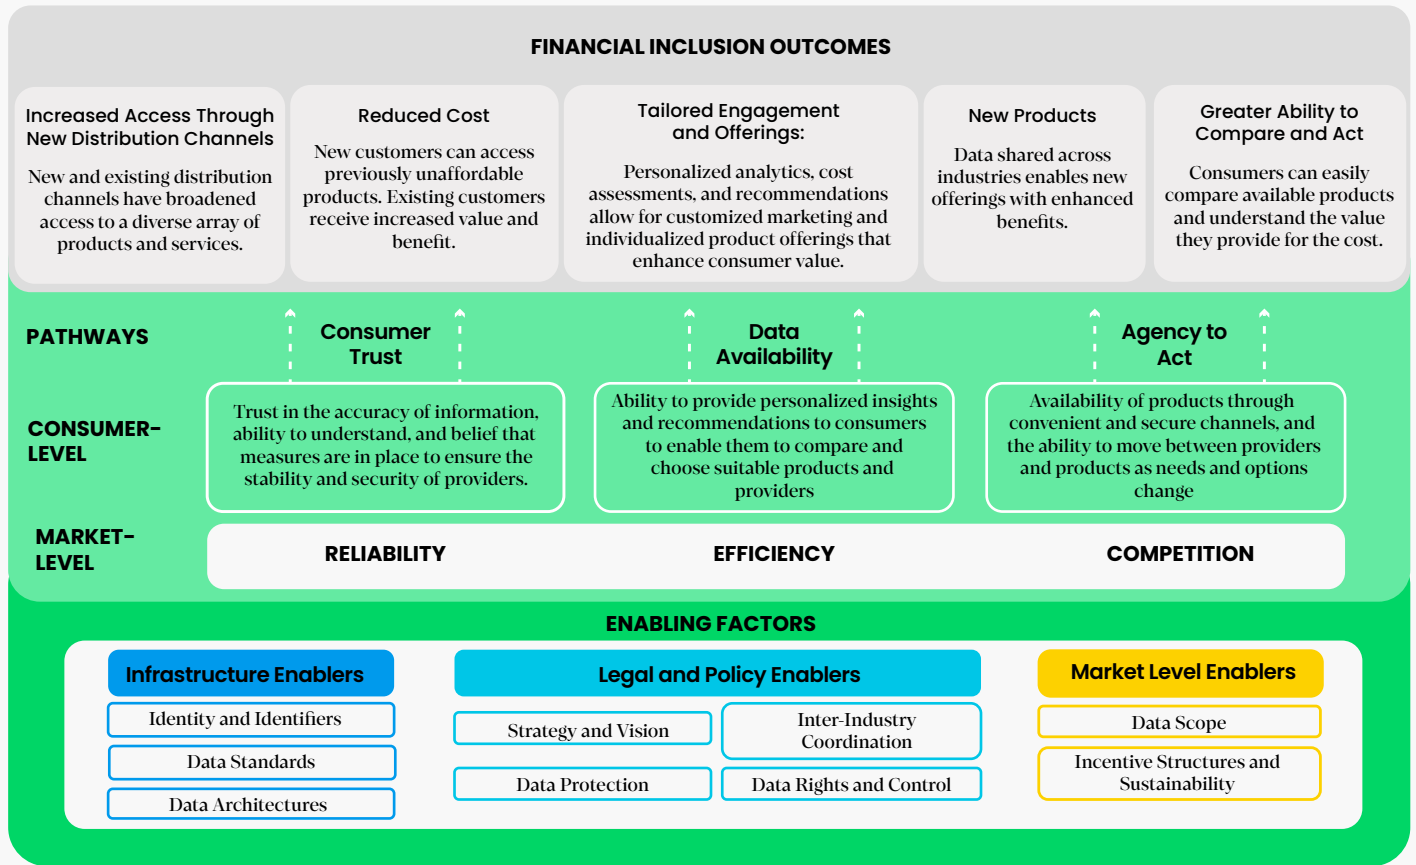 FINANCIAL INCLUSION OUTCOMES
Increased Access Through
New Distribution Channels
New and existing distribution
channels have broadened
access to a diverse array of
products and services.
Reduced Cost
New customers can access
previously unaffordable
products. Existing customers
receive increased value and
benefit.
Tailored Engagement
and Offerings:
Personalized analytics, cost
assessments, and recommendations
allow for customized marketing and
individualized product offerings that
enhance consumer value.
New Products
Data shared across
industries enables new
offerings with enhanced
benefits.
Greater Ability to
Compare and Act
Consumers can easily
compare available products
and understand the value
they provide for the cost.
PATHWAYS
Consumer
Trust
Data
Availability
Agency to
Act
CONSUMER-
LEVEL
Trust in the accuracy of information,
ability to understand, and belief that
measures are in place to ensure the
stability and security of providers.
Ability to provide personalized insights
and recommendations to consumers
to enable them to compare and
choose suitable products and
providers
Availability of products through
convenient and secure channels, and
the ability to move between providers
and products as needs and options
change
MARKET-
LEVEL
RELIABILITY
EFFICIENCY
COMPETITION
ENABLING FACTORS
Infrastructure Enablers
Identity and Identifiers
Data Standards
Data Architectures
Legal and Policy Enablers
Strategy and Vision
Inter-Industry
Coordination
Data Protection
Data Rights and Control
Market Level Enablers
Data Scope
Incentive Structures and
Sustainability